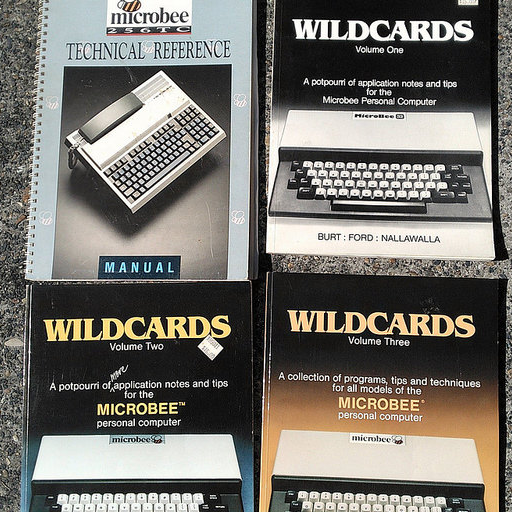 microbee
256TC
TECHNICAL REFERENCE
MANUAL
WILDCARDS
Volume One
A potpourri of application notes and tips
for the
Microbee Personal Computer
MicroBee
BURT : FORD : NALLAWALLA
WILDCARDS
Volume Two
more
A potpourri of application notes and tips
for the
MICROBEE™
personal computer
microbee
WILDCARDS
Volume Three
A collection of programs, tips and techniques
for all models of the
MICROBEE®
personal computer
microbee